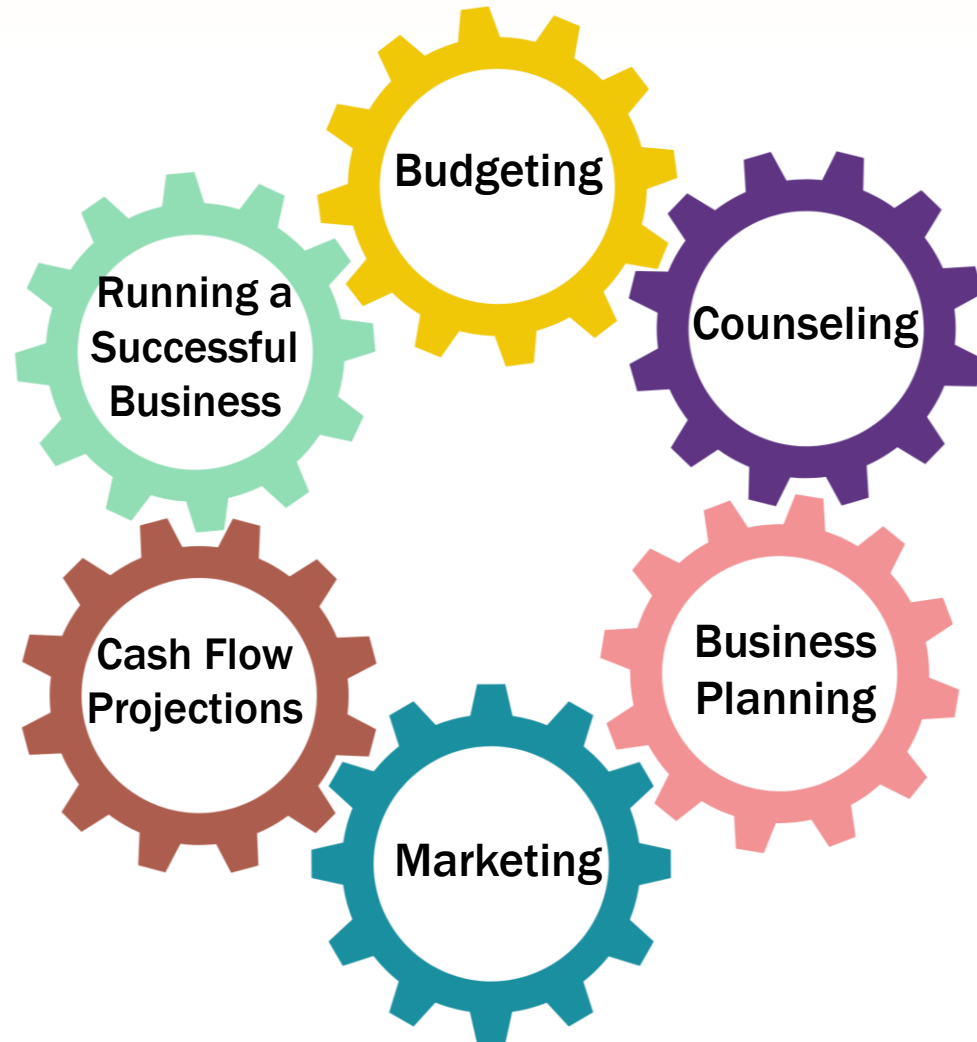 Budgeting
Running a
Successful
Business
Counseling
Cash Flow
Projections
Business
Planning
Marketing